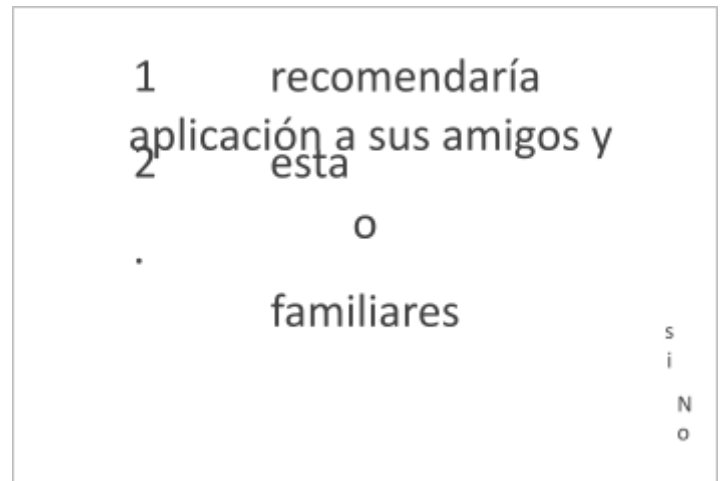 1 recomendaría
aplicación a sus amigos y
2 esta
o
.
familiares
s
i
N
o